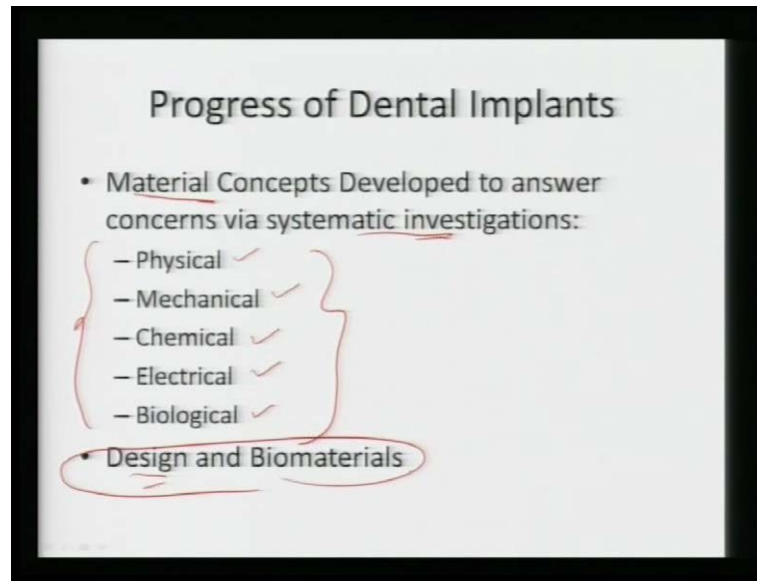 Progress of Dental Implants
• Material Concepts Developed to answer
concerns via systematic investigations:
– Physical
– Mechanical
– Chemical
– Electrical
– Biological
• Design and Biomaterials